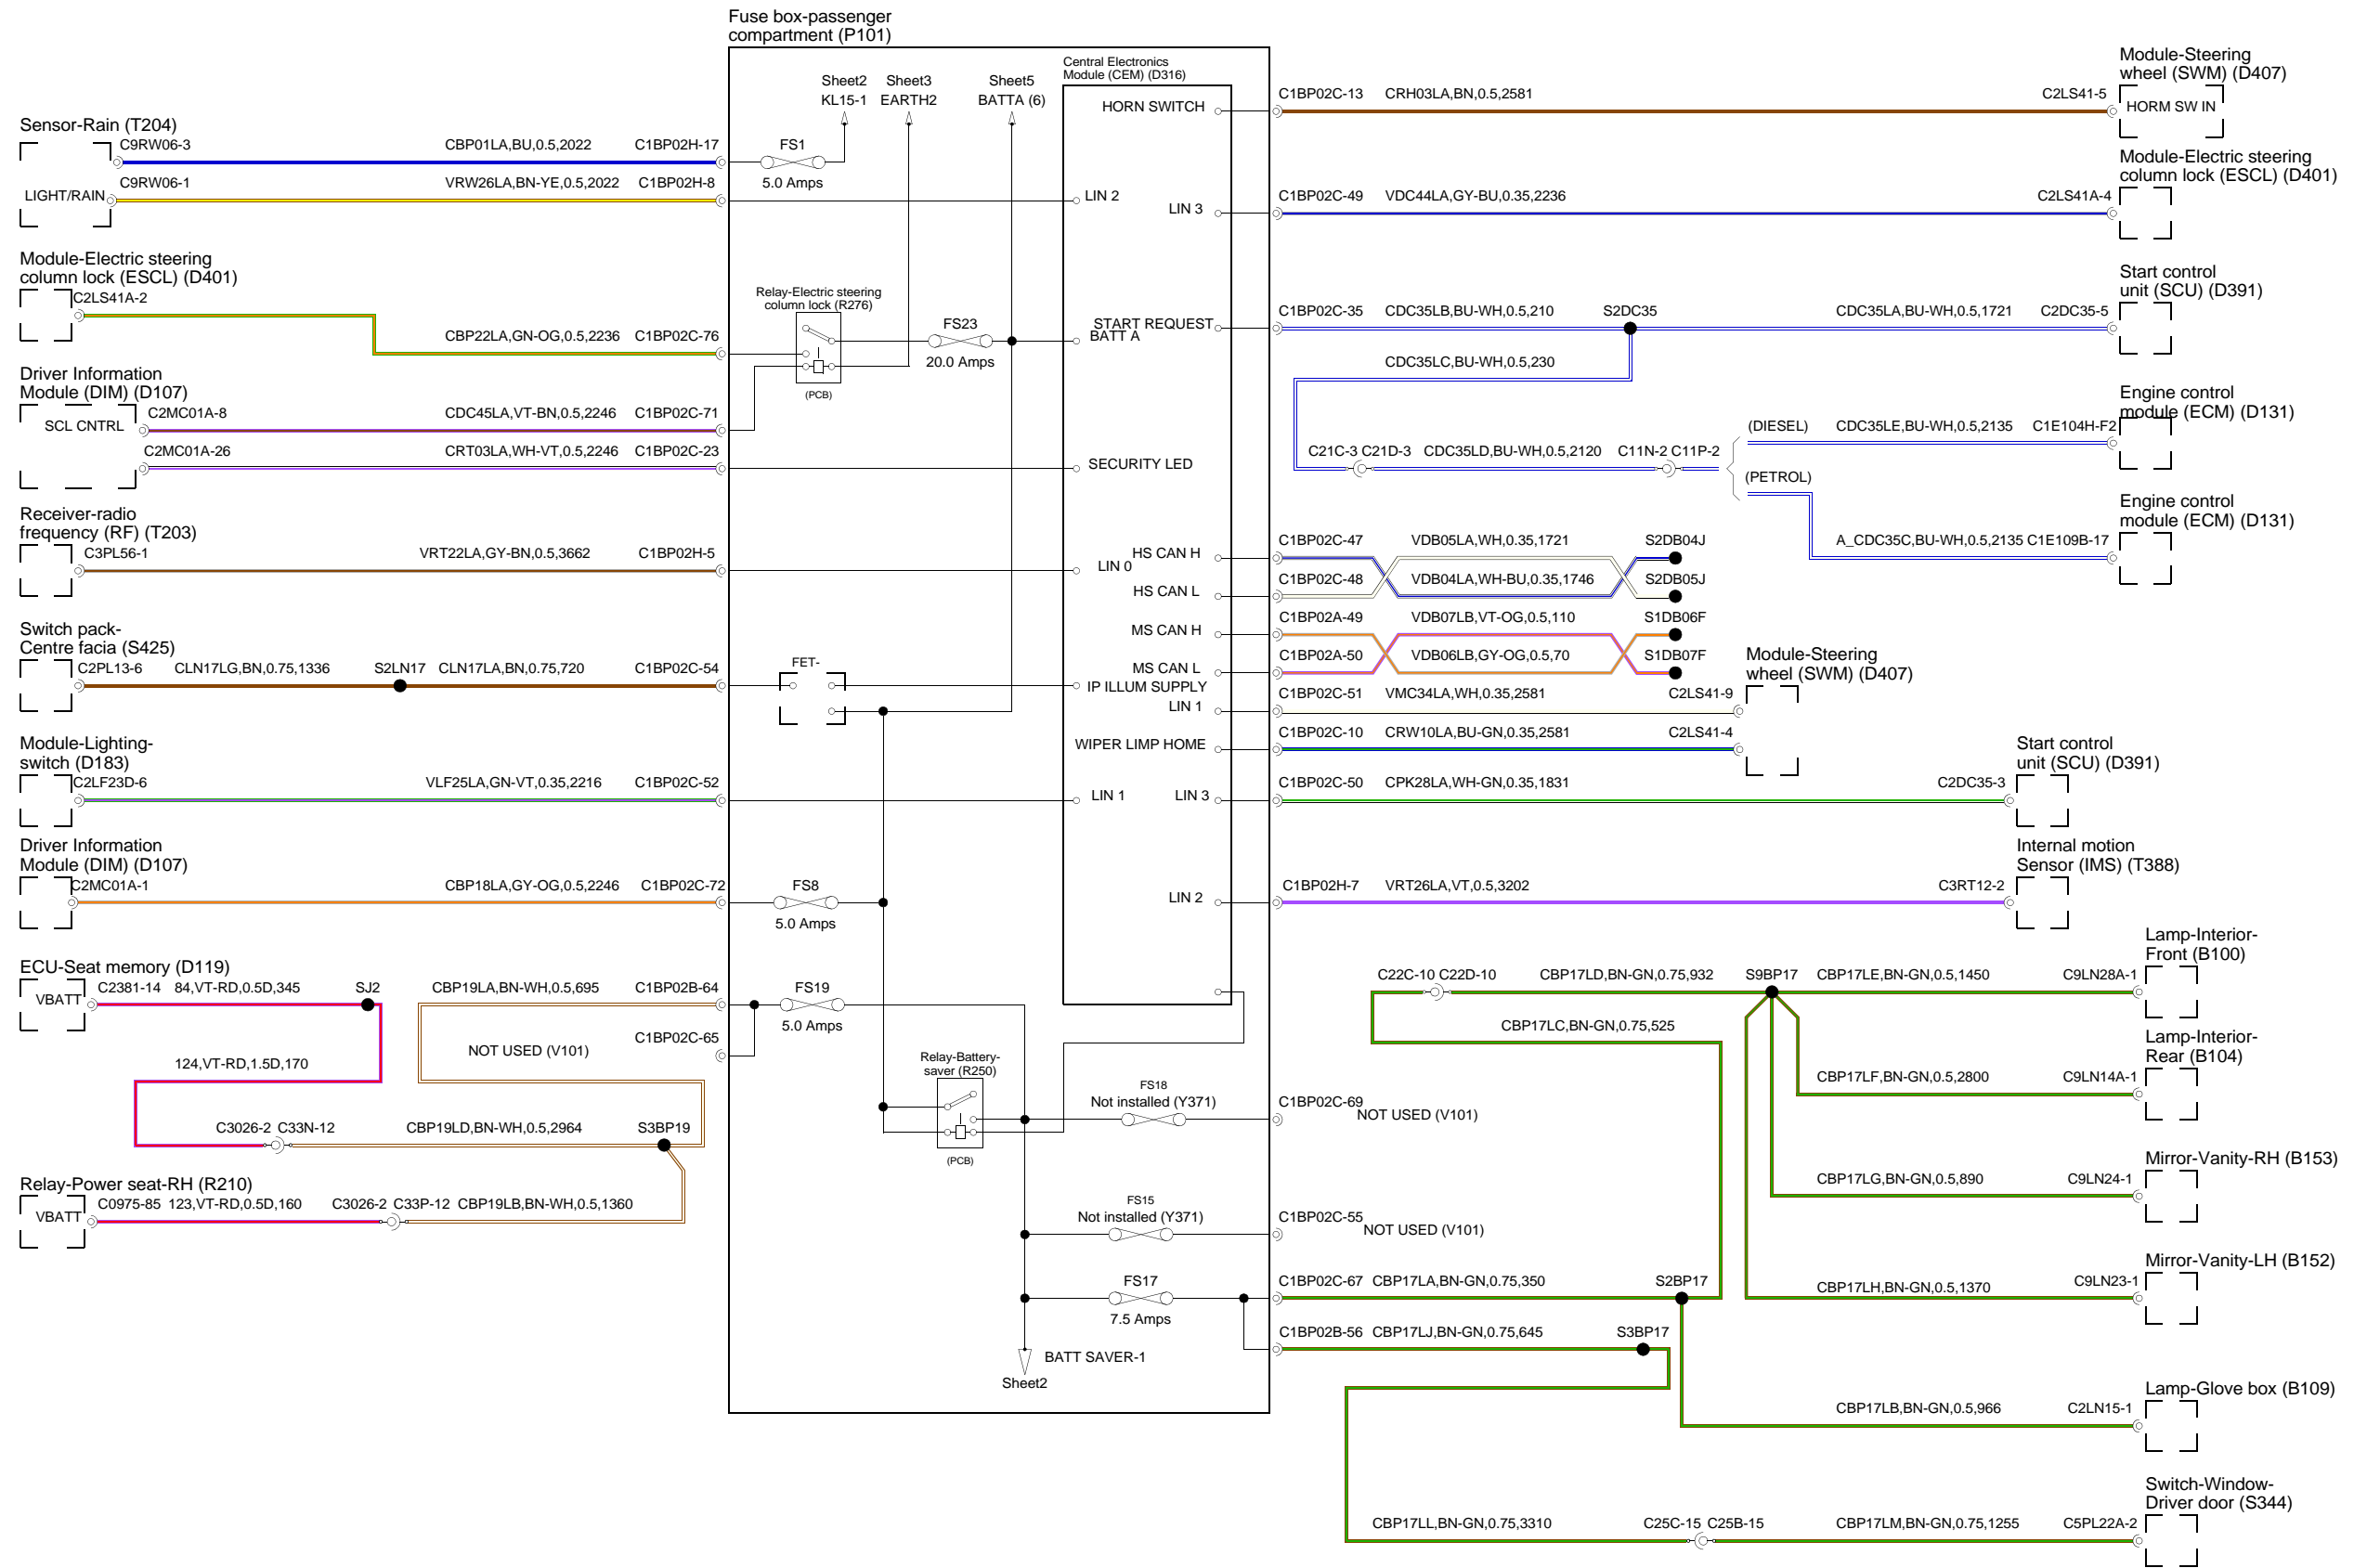 Fuse box-passenger
compartment (P101)
Sensor-Rain (T204)
C9RW06-3 CBP01LA,BU,0.5,2022 C1BP02H-17
C9RW06-1 VRW26LA,BN-YE,0.5,2022 C1BP02H-8
LIGHT/RAIN
Module-Electric steering
column lock (ESCL) (D401)
C2LS41A-2
CBP22LA,GN-OG,0.5,2236 C1BP02C-76
Driver Information
Module (DIM) (D107)
C2MC01A-8 CDC45LA,VT-BN,0.5,2246 C1BP02C-71
SCL CNTRL
C2MC01A-26 CRT03LA,WH-VT,0.5,2246 C1BP02C-23
Receiver-radio
frequency (RF) (T203)
C3PL56-1 VRT22LA,GY-BN,0.5,3662 C1BP02H-5
Switch pack-
Centre facia (S425)
C2PL13-6 CLN17LG,BN,0.75,1336 S2LN17 CLN17LA,BN,0.75,720 C1BP02C-54
Module-Lighting-
switch (D183)
C2LF23D-6 VLF25LA,GN-VT,0.35,2216 C1BP02C-52
Driver Information
Module (DIM) (D107)
C2MC01A-1 CBP18LA,GY-OG,0.5,2246 C1BP02C-72
ECU-Seat memory (D119)
C2381-14 84,VT-RD,0.5D,345 SJ2 CBP19LA,BN-WH,0.5,695 C1BP02B-64
VBATT
C1BP02C-65
NOT USED (V101)
124,VT-RD,1.5D,170
C3026-2 C33N-12 CBP19LD,BN-WH,0.5,2964 S3BP19
Relay-Power seat-RH (R210)
C0975-85 123,VT-RD,0.5D,160 C3026-2 C33P-12 CBP19LB,BN-WH,0.5,1360
VBATT
Sheet2 Sheet3 Sheet5
KL15-1 EARTH2 BATTA (6)
FS1
5.0 Amps
Relay-Electric steering
column lock (R276)
(PCB)
FS23
20.0 Amps
FET-
FS8
5.0 Amps
FS19
5.0 Amps
Relay-Battery-
saver (R250)
(PCB)
FS18
Not installed (Y371)
FS15
Not installed (Y371)
FS17
7.5 Amps
BATT SAVER-1
Sheet2
Central Electronics
Module (CEM) (D316)
HORN SWITCH
LIN 2
LIN 3
START REQUEST
BATT A
SECURITY LED
HS CAN H
LIN 0
HS CAN L
MS CAN H
MS CAN L
IP ILLUM SUPPLY
LIN 1
WIPER LIMP HOME
LIN 1 LIN 3
LIN 2
Module-Steering
wheel (SWM) (D407)
C1BP02C-13 CRH03LA,BN,0.5,2581 C2LS41-5
HORM SW IN
Module-Electric steering
column lock (ESCL) (D401)
C1BP02C-49 VDC44LA,GY-BU,0.35,2236 C2LS41A-4
Start control
unit (SCU) (D391)
C1BP02C-35 CDC35LB,BU-WH,0.5,210 S2DC35 CDC35LA,BU-WH,0.5,1721 C2DC35-5
CDC35LC,BU-WH,0.5,230
Engine control
module (ECM) (D131)
(DIESEL) CDC35LE,BU-WH,0.5,2135 C1E104H-F2
C21C-3 C21D-3 CDC35LD,BU-WH,0.5,2120 C11N-2 C11P-2
(PETROL)
Engine control
module (ECM) (D131)
A_CDC35C,BU-WH,0.5,2135 C1E109B-17
C1BP02C-47 VDB05LA,WH,0.35,1721 S2DB04J
C1BP02C-48 VDB04LA,WH-BU,0.35,1746 S2DB05J
C1BP02A-49 VDB07LB,VT-OG,0.5,110 S1DB06F
C1BP02A-50 VDB06LB,GY-OG,0.5,70 S1DB07F
Module-Steering
wheel (SWM) (D407)
C1BP02C-51 VMC34LA,WH,0.35,2581 C2LS41-9
C1BP02C-10 CRW10LA,BU-GN,0.35,2581 C2LS41-4
Start control
unit (SCU) (D391)
C1BP02C-50 CPK28LA,WH-GN,0.35,1831 C2DC35-3
Internal motion
Sensor (IMS) (T388)
C1BP02H-7 VRT26LA,VT,0.5,3202 C3RT12-2
Lamp-Interior-
Front (B100)
C22C-10 C22D-10 CBP17LD,BN-GN,0.75,932 S9BP17 CBP17LE,BN-GN,0.5,1450 C9LN28A-1
CBP17LC,BN-GN,0.75,525
Lamp-Interior-
Rear (B104)
CBP17LF,BN-GN,0.5,2800 C9LN14A-1
C1BP02C-69
NOT USED (V101)
Mirror-Vanity-RH (B153)
CBP17LG,BN-GN,0.5,890 C9LN24-1
C1BP02C-55
NOT USED (V101)
Mirror-Vanity-LH (B152)
CBP17LH,BN-GN,0.5,1370 C9LN23-1
C1BP02C-67 CBP17LA,BN-GN,0.75,350 S2BP17
C1BP02B-56 CBP17LJ,BN-GN,0.75,645 S3BP17
Lamp-Glove box (B109)
CBP17LB,BN-GN,0.5,966 C2LN15-1
Switch-Window-
Driver door (S344)
CBP17LL,BN-GN,0.75,3310 C25C-15 C25B-15 CBP17LM,BN-GN,0.75,1255 C5PL22A-2